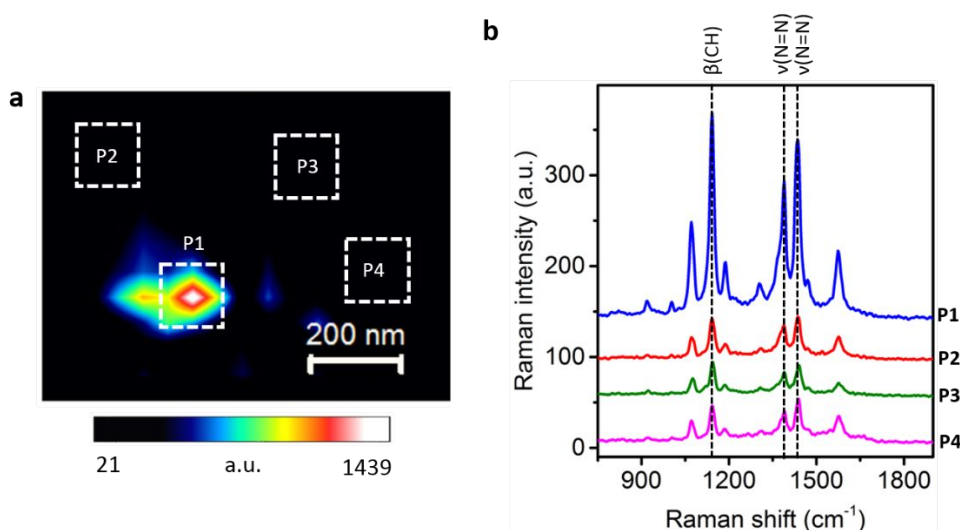 a
P2
P3
P1
P4
200 nm
21 a.u. 1439
b
β(CH)
ν(N=N)
ν(N=N)
Raman intensity (a.u.)
300
200
100
0
P1
P2
P3
P4
900 1200 1500 1800
Raman shift (cm⁻¹)